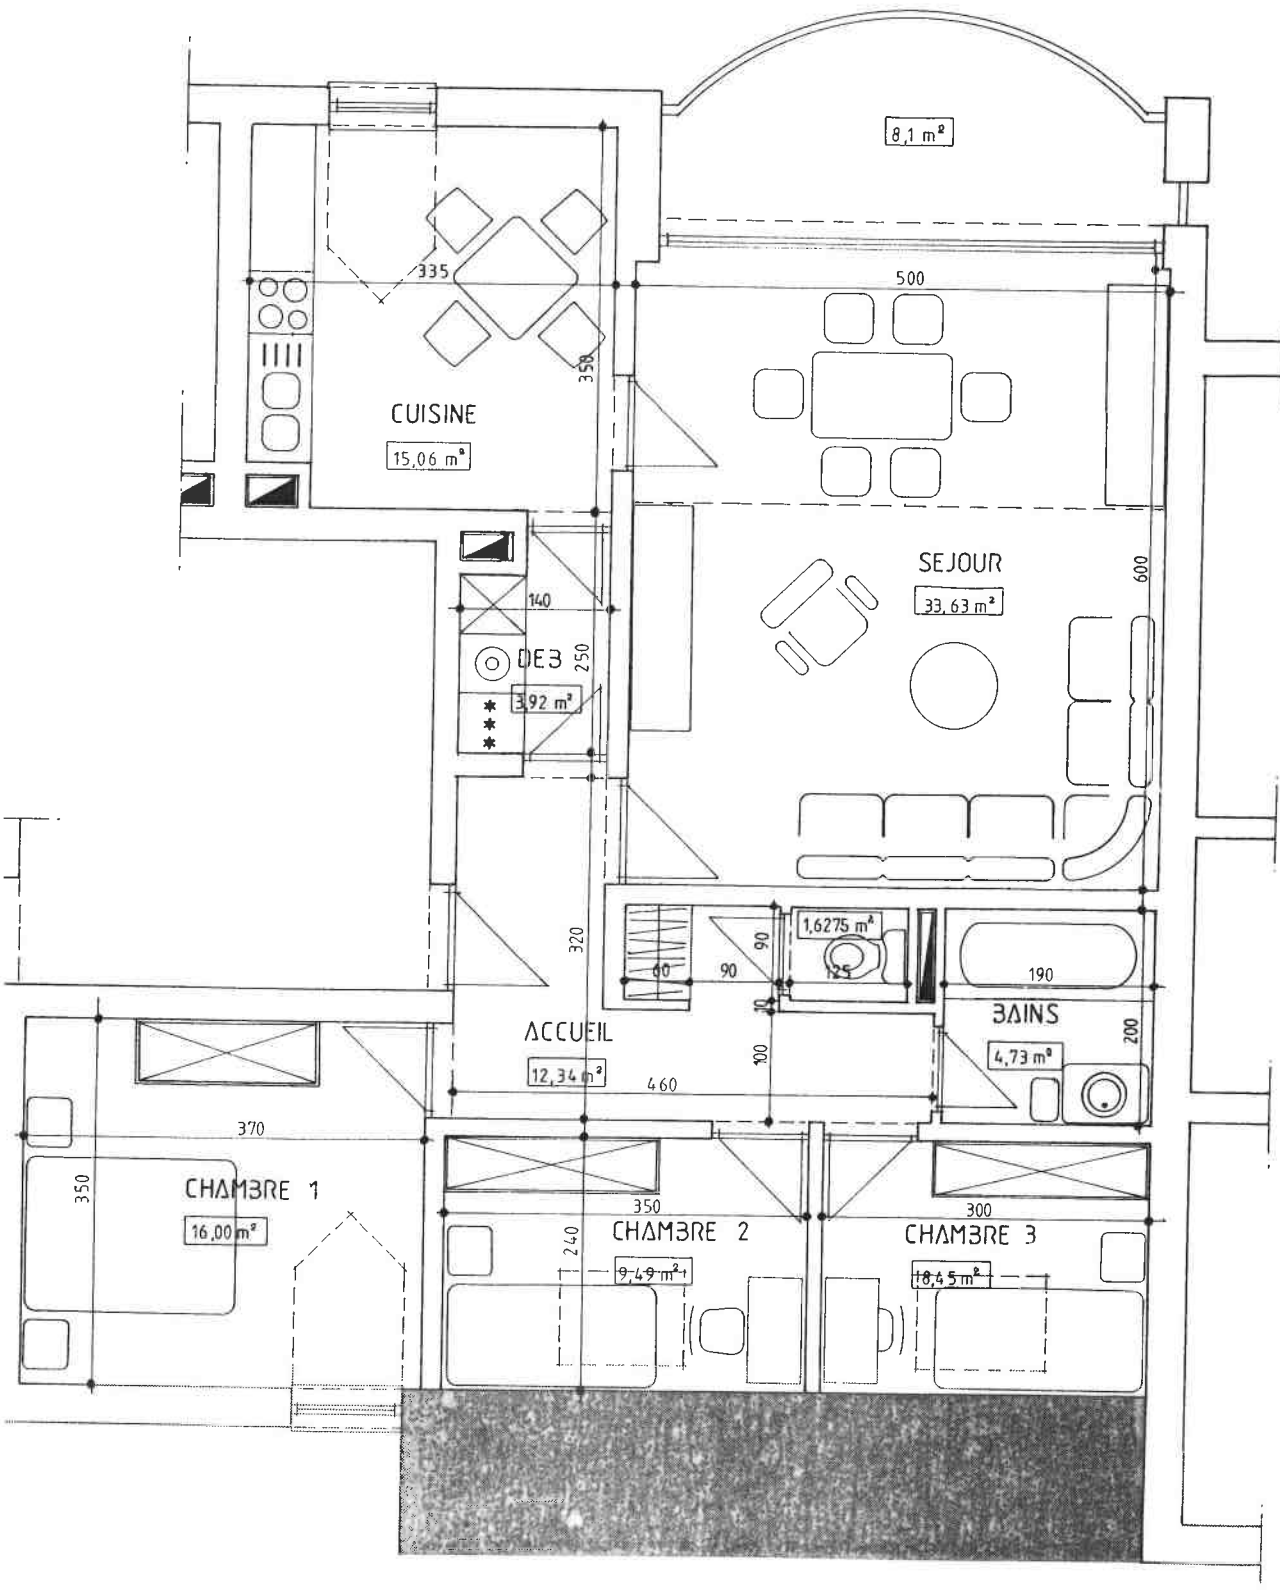 8,1 m²
335
500
350
CUISINE
15,06 m²
SEJOUR
33,63 m²
600
140
DEB
250
3,92 m²
320
1,6275 m²
90
60
90
125
190
10
BAINS
200
4,73 m²
ACCUEIL
12,34 m²
100
460
370
350
CHAMBRE 1
16,00 m²
350
300
CHAMBRE 2
CHAMBRE 3
240
9,49 m²
8,45 m²